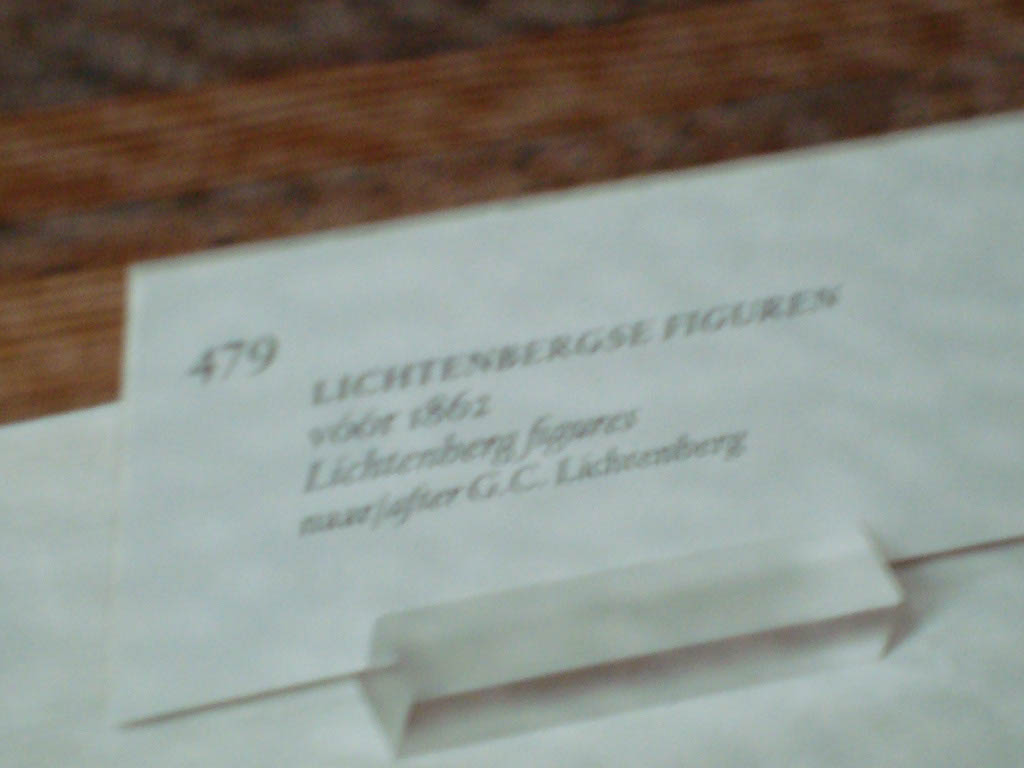 479
LICHTENBERGSE FIGUREN
vóór 1862
Lichtenberg figures
naar/after G.C. Lichtenberg